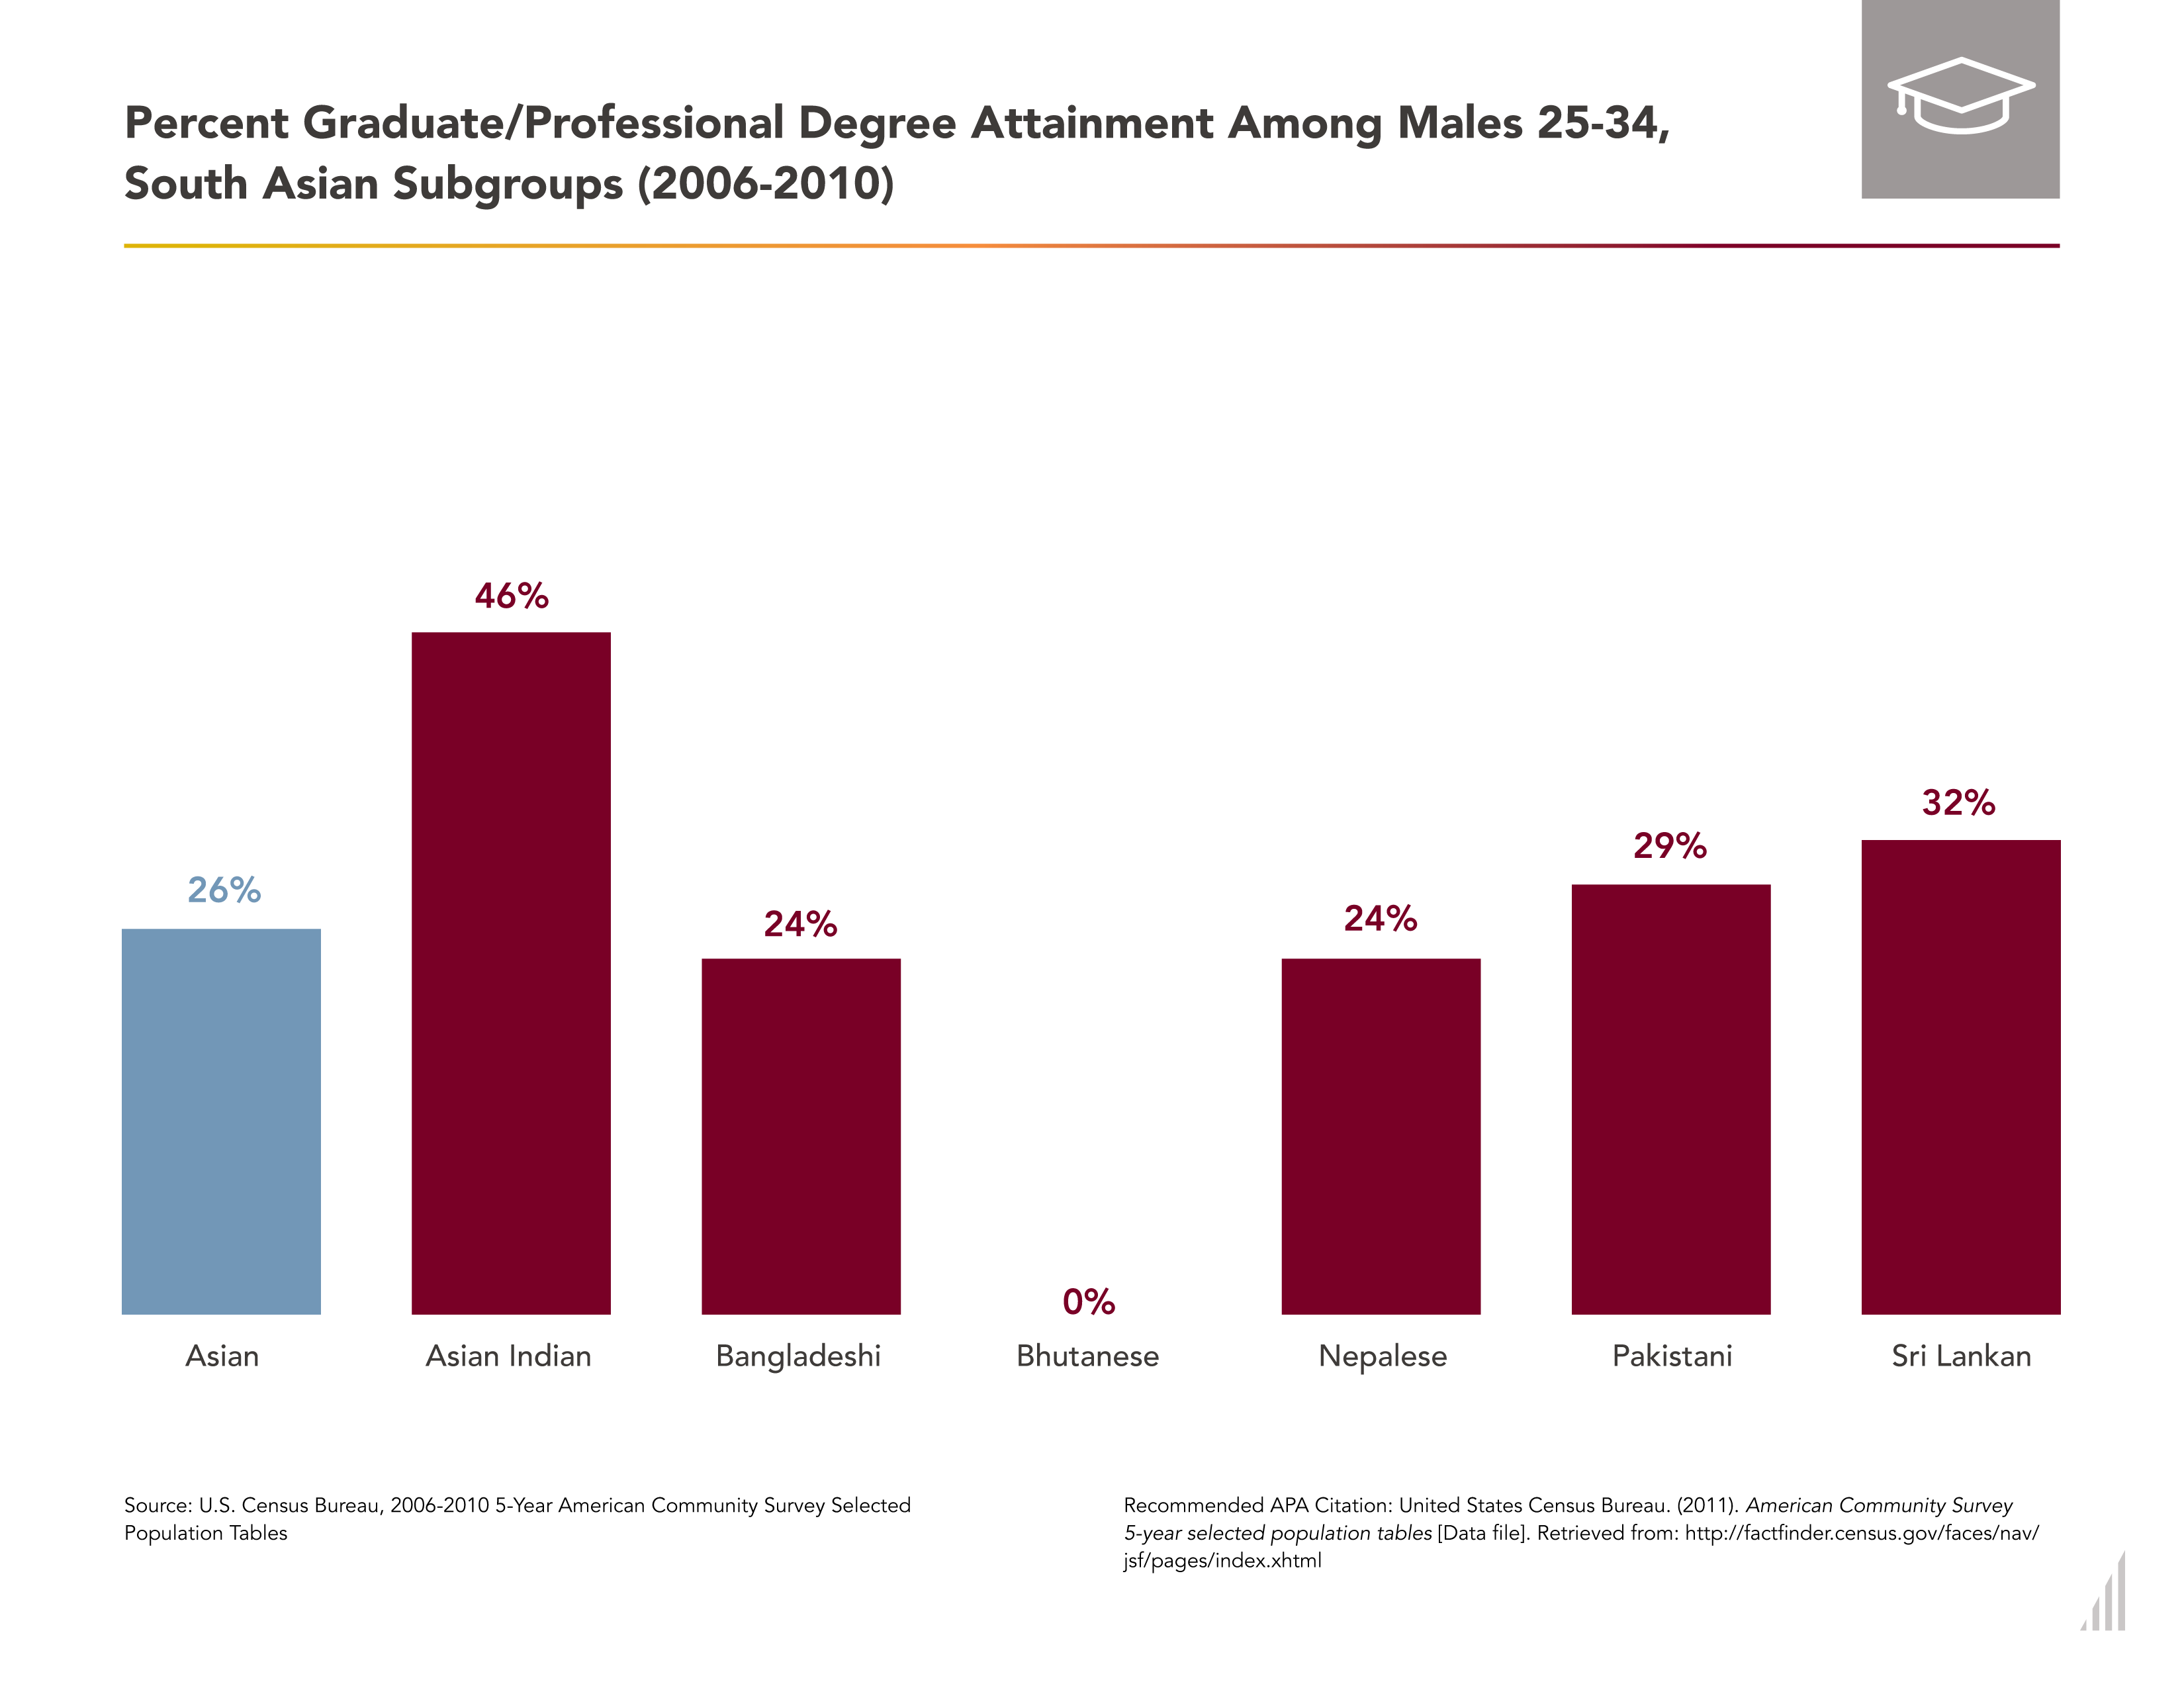 Percent Graduate/Professional Degree Attainment Among Males 25-34,
South Asian Subgroups (2006-2010)
46%
32%
29%
26%
24%
24%
0%
Asian
Asian Indian
Bangladeshi
Bhutanese
Nepalese
Pakistani
Sri Lankan
Source: U.S. Census Bureau, 2006-2010 5-Year American Community Survey Selected
Population Tables
Recommended APA Citation: United States Census Bureau. (2011). American Community Survey
5-year selected population tables [Data file]. Retrieved from: http://factfinder.census.gov/faces/nav/
jsf/pages/index.xhtml